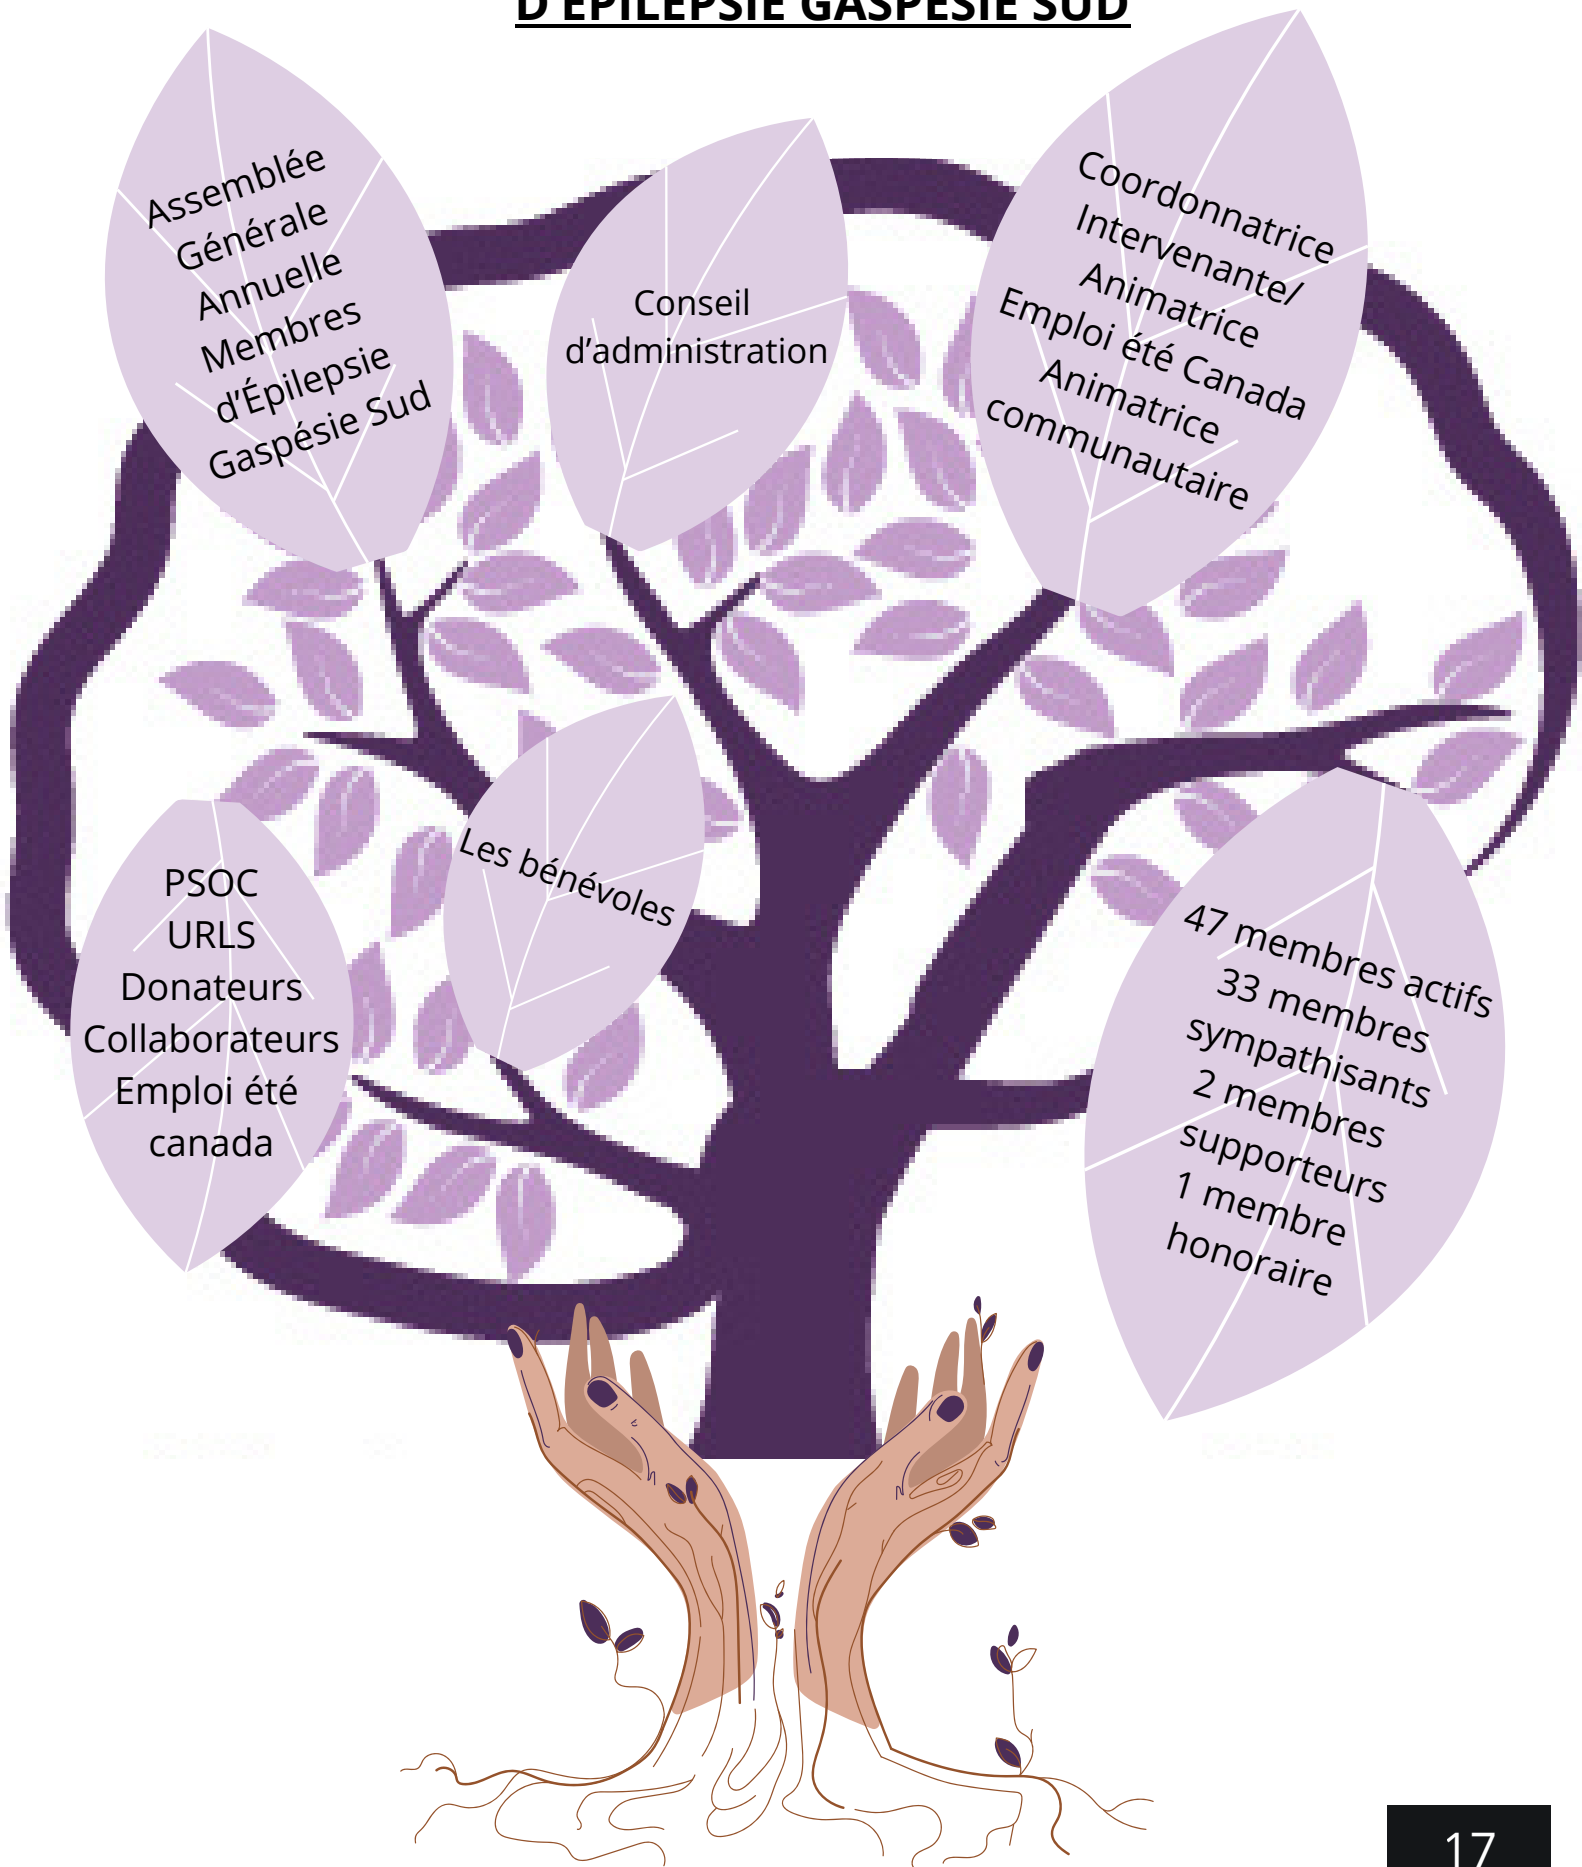 D'ÉPILEPSIE GASPÉSIE SUD
Assemblée
Générale
Annuelle
Membres
d'Épilepsie
Gaspésie Sud
Conseil
d'administration
Coordonnatrice
Intervenante/
Animatrice
Emploi été Canada
Animatrice
communautaire
Les bénévoles
PSOC
URLS
Donateurs
Collaborateurs
Emploi été
canada
47 membres actifs
33 membres
sympathisants
2 membres
supporteurs
1 membre
honoraire
17